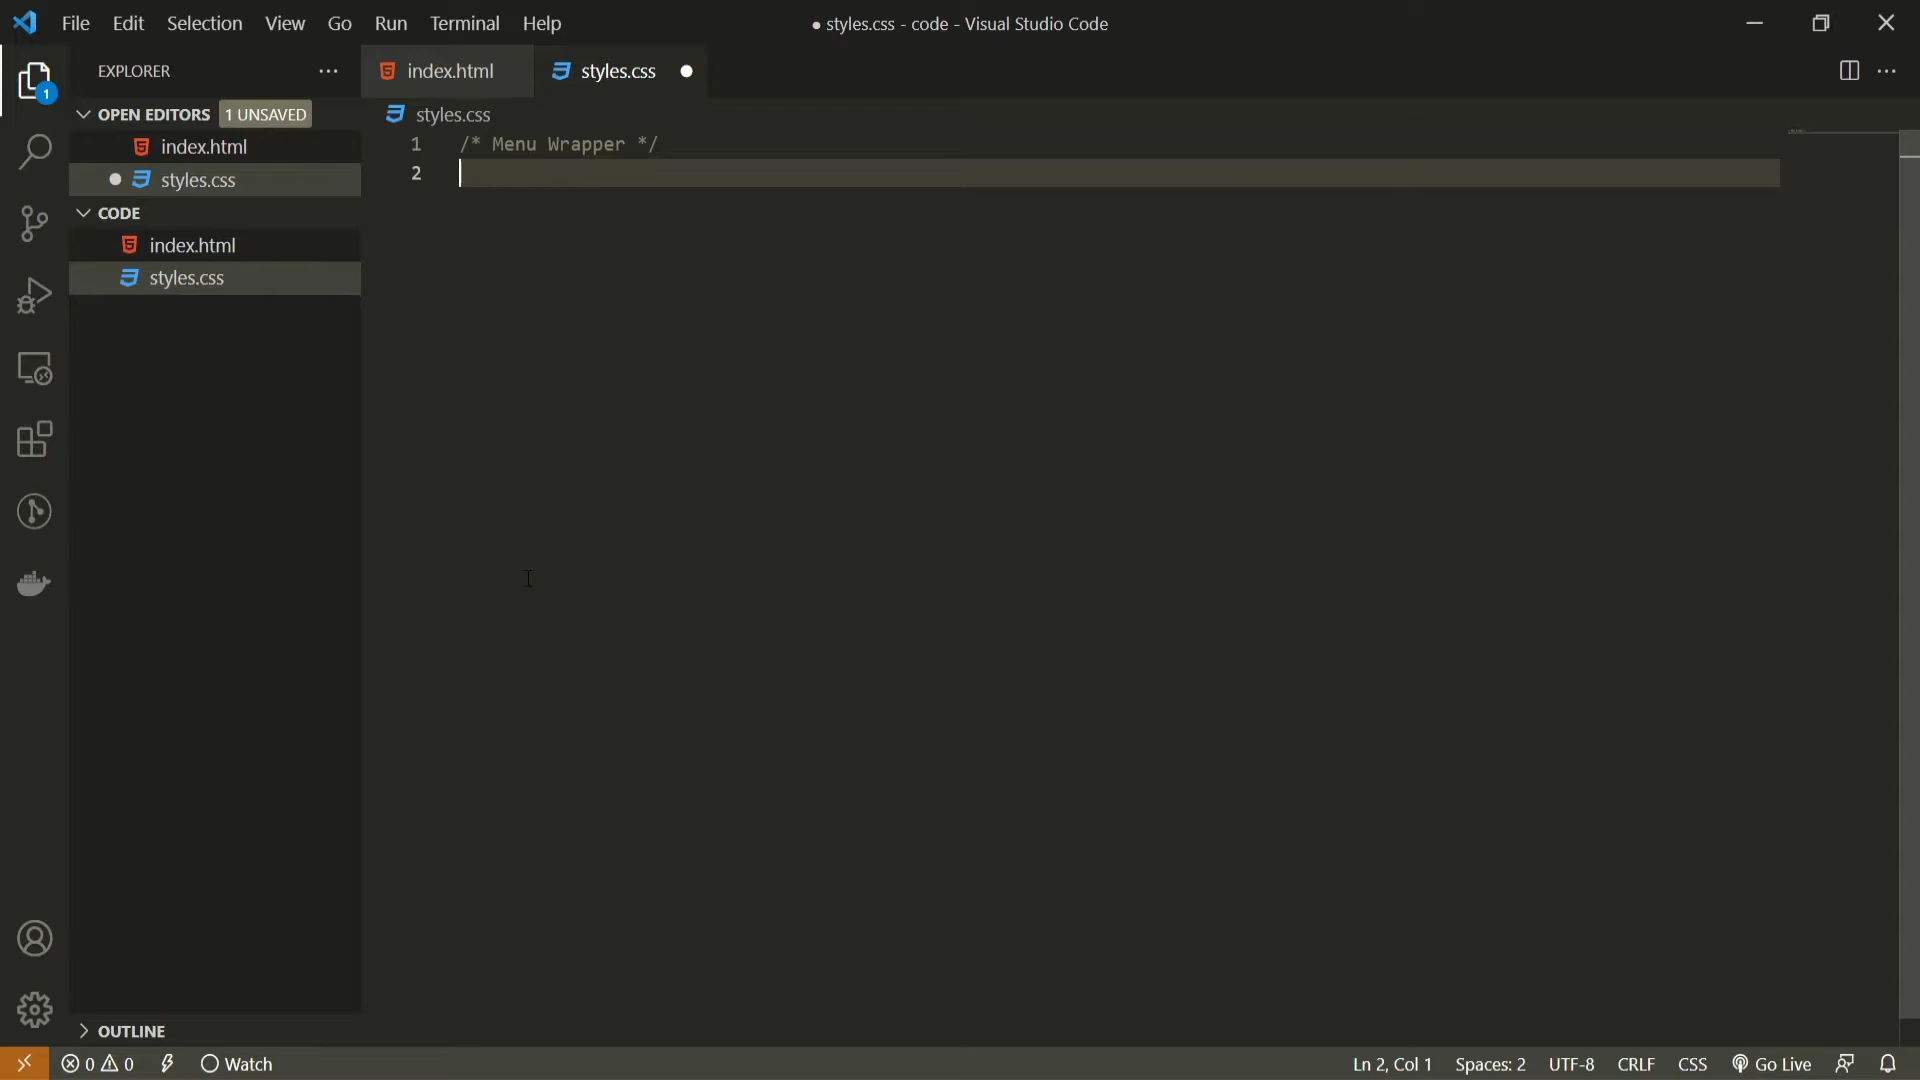 File Edit Selection View Go Run Terminal Help
● styles.css - code - Visual Studio Code
EXPLORER
index.html
styles.css
OPEN EDITORS 1 UNSAVED
index.html
styles.css
CODE
index.html
styles.css
OUTLINE
styles.css
1 /* Menu Wrapper */
2
1
0 0 Watch
Ln 2, Col 1 Spaces: 2 UTF-8 CRLF CSS Go Live